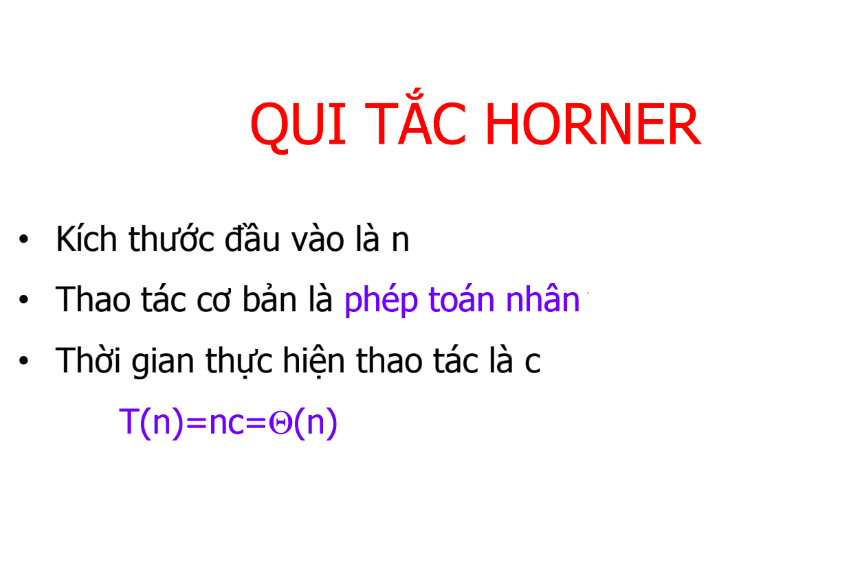 QUI TẮC HORNER
• Kích thước đầu vào là n
• Thao tác cơ bản là phép toán nhân
• Thời gian thực hiện thao tác là c
T(n)=nc=Θ(n)